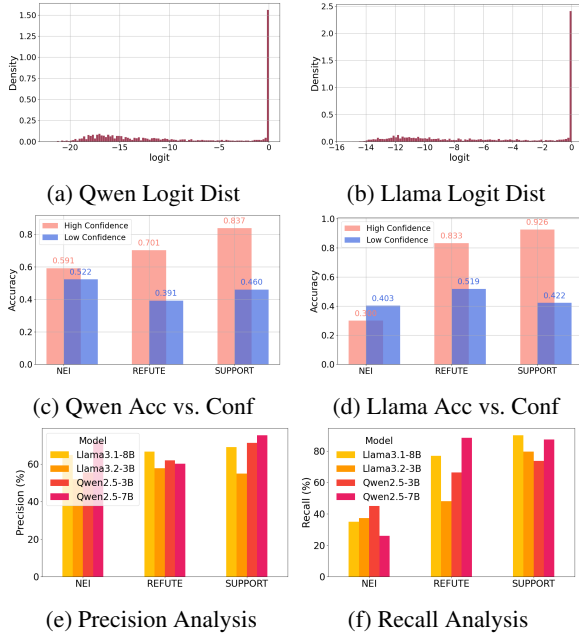 1.50
1.25
1.00
0.75
0.50
0.25
0.00
Density
−20 −15 −10 −5 0
logit
(a) Qwen Logit Dist
2.5
2.0
1.5
1.0
0.5
0.0
Density
−16 −14 −12 −10 −8 −6 −4 −2 0
logit
(b) Llama Logit Dist
High Confidence
Low Confidence
0.8
0.6
0.4
0.2
0.0
Accuracy
0.591
0.522
0.701
0.391
0.837
0.460
NEI REFUTE SUPPORT
(c) Qwen Acc vs. Conf
High Confidence
Low Confidence
1.0
0.8
0.6
0.4
0.2
0.0
Accuracy
0.403
0.833
0.519
0.926
0.422
NEI REFUTE SUPPORT
(d) Llama Acc vs. Conf
Model
Llama3.1-8B
Llama3.2-3B
Qwen2.5-3B
Qwen2.5-7B
60
40
20
0
Precision (%)
NEI REFUTE SUPPORT
(e) Precision Analysis
Model
Llama3.1-8B
Llama3.2-3B
Qwen2.5-3B
Qwen2.5-7B
80
60
40
20
0
Recall (%)
NEI REFUTE SUPPORT
(f) Recall Analysis